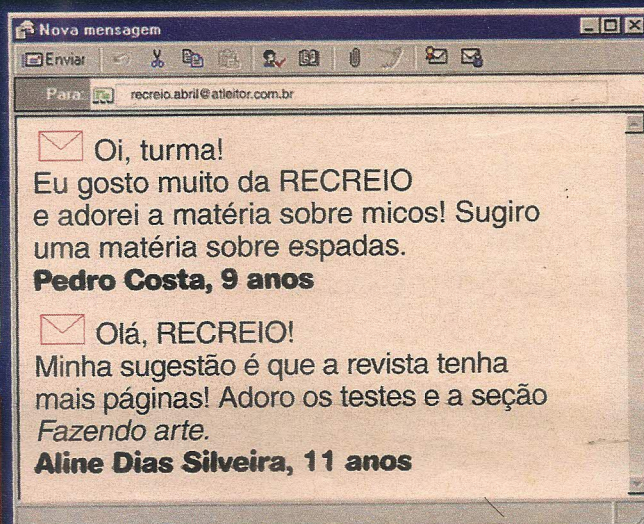 Nova mensagem
Enviar
Para: recreio.abril@atleitor.com.br
Oi, turma!
Eu gosto muito da RECREIO
e adorei a matéria sobre micos! Sugiro
uma matéria sobre espadas.
Pedro Costa, 9 anos
Olá, RECREIO!
Minha sugestão é que a revista tenha
mais páginas! Adoro os testes e a seção
Fazendo arte.
Aline Dias Silveira, 11 anos